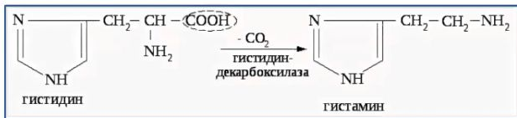 N
CH₂–CH–COOH
NH₂
NH
гистидин
- CO₂
гистидин-
декарбоксилаза
N
CH₂–CH₂–NH₂
NH
гистамин